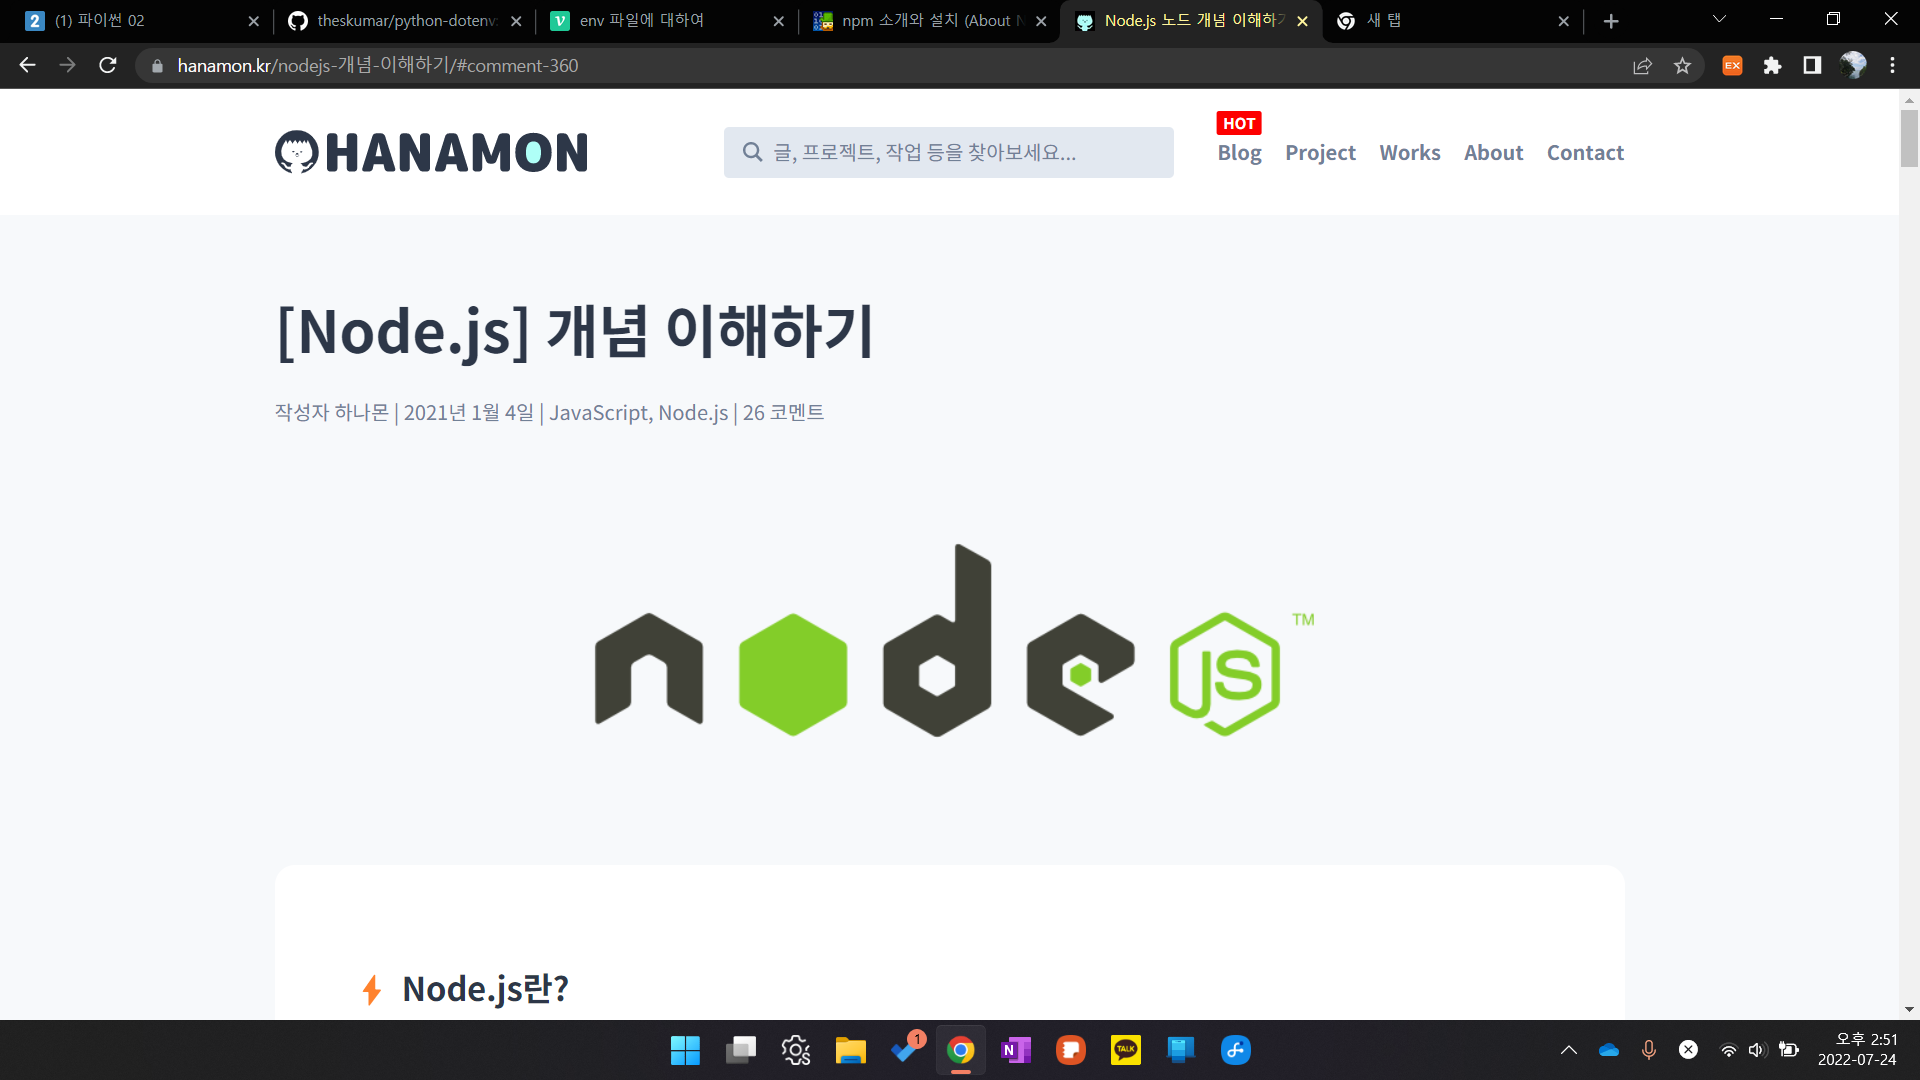 (1) 파이썬 02
theskumar/python-dotenv:
env 파일에 대하여
npm 소개와 설치 (About N
Node.js 노드 개념 이해하기
새 탭
hanamon.kr/nodejs-개념-이해하기/#comment-360
EX
HANAMON
글, 프로젝트, 작업 등을 찾아보세요...
HOT
Blog Project Works About Contact
[Node.js] 개념 이해하기
작성자 하나몬 | 2021년 1월 4일 | JavaScript, Node.js | 26 코멘트
node JS TM
Node.js란?
1
N
TALK
오후 2:51
2022-07-24